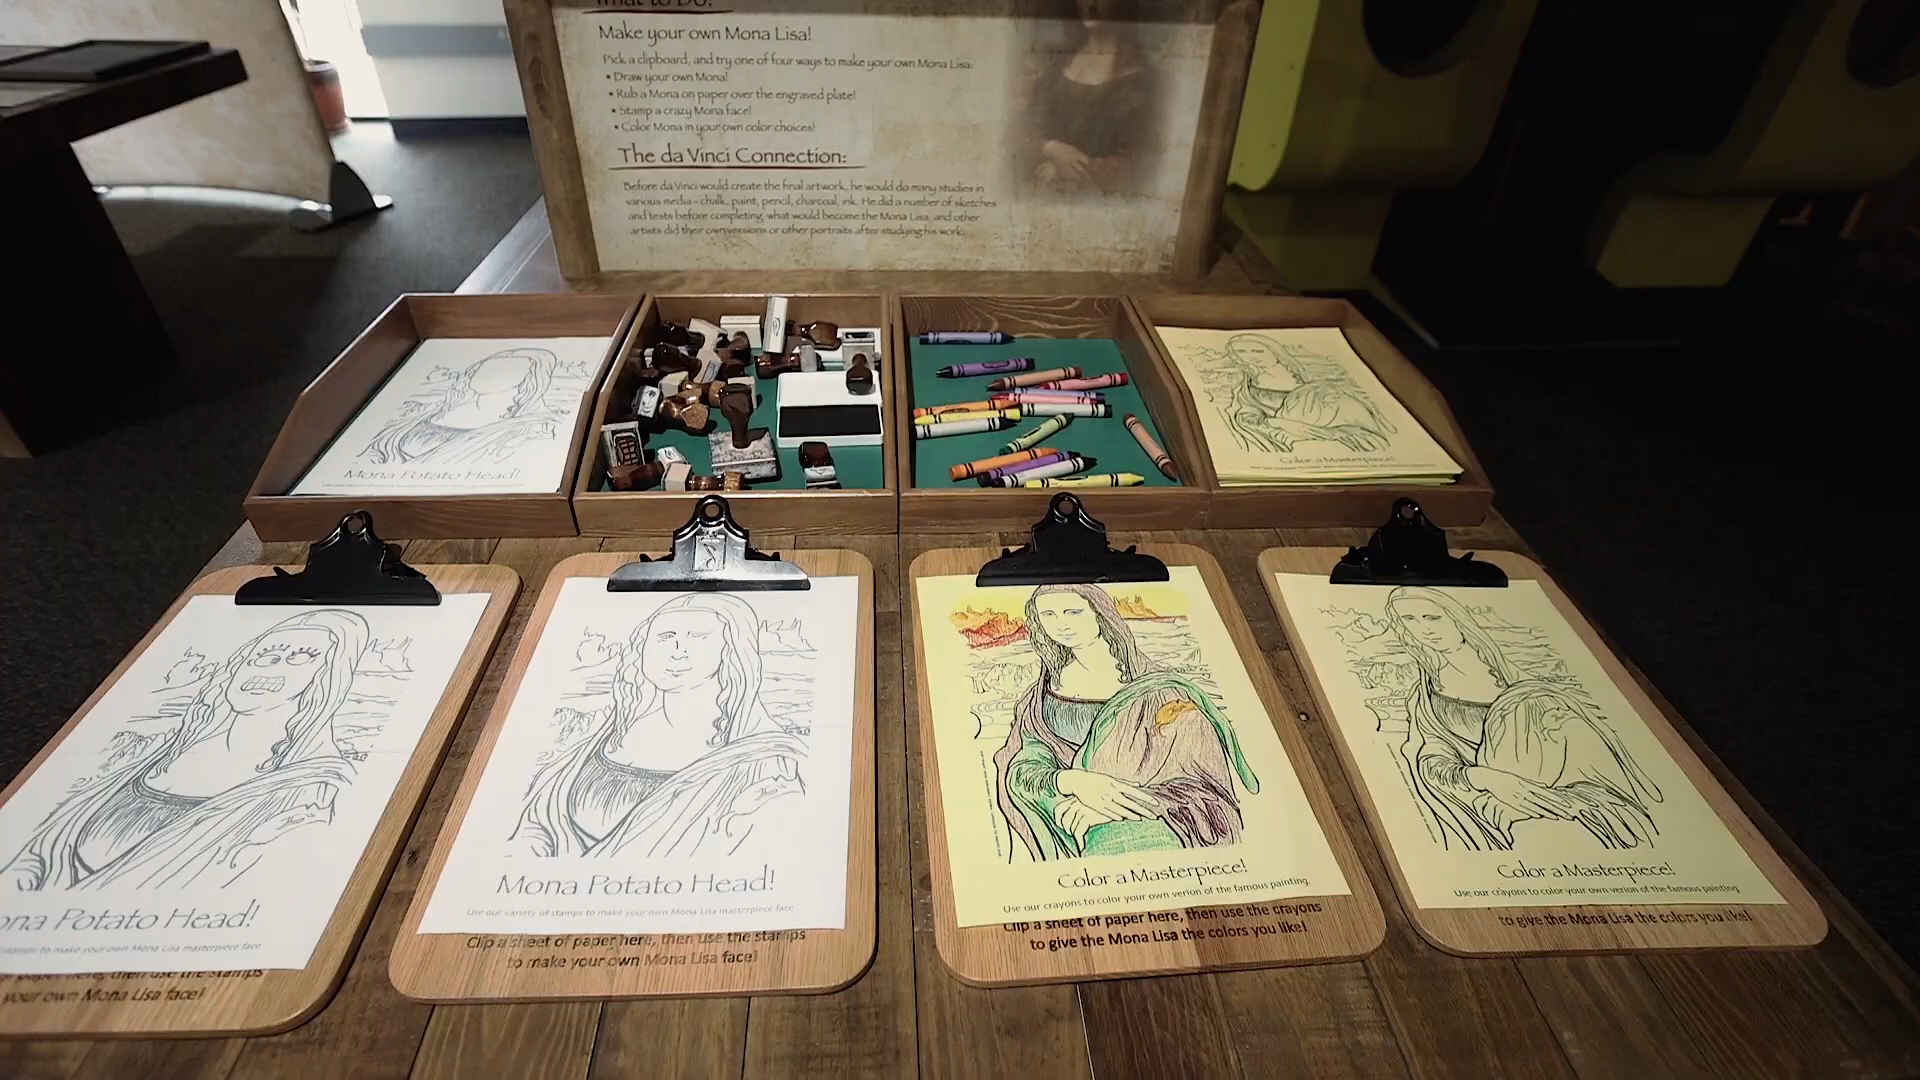 What to Do:
Make your own Mona Lisa!
Pick a clipboard, and try one of four ways to make your own Mona Lisa:
• Draw your own Mona!
• Rub a Mona on paper over the engraved plate!
• Stamp a crazy Mona face!
• Color Mona in your own color choices!
The da Vinci Connection:
Before da Vinci would create the final artwork, he would do many studies in
various media - chalk, paint, pencil, charcoal, ink. He did a number of sketches
and tests before completing what would become the Mona Lisa, and other
artists did their own versions or other portraits after studying his work.
Mona Potato Head!
Color a Masterpiece!
ona Potato Head!
stamps to make your own Mona Lisa masterpiece face
here, then use the stamps
your own Mona Lisa face!
Mona Potato Head!
Use our variety of stamps to make your own Mona Lisa masterpiece face
Clip a sheet of paper here, then use the stamps
to make your own Mona Lisa face!
Color a Masterpiece!
Use our crayons to color your own verion of the famous painting.
Clip a sheet of paper here, then use the crayons
to give the Mona Lisa the colors you like!
Color a Masterpiece!
Use our crayons to color your own verion of the famous painting
to give the Mona Lisa the colors you like!